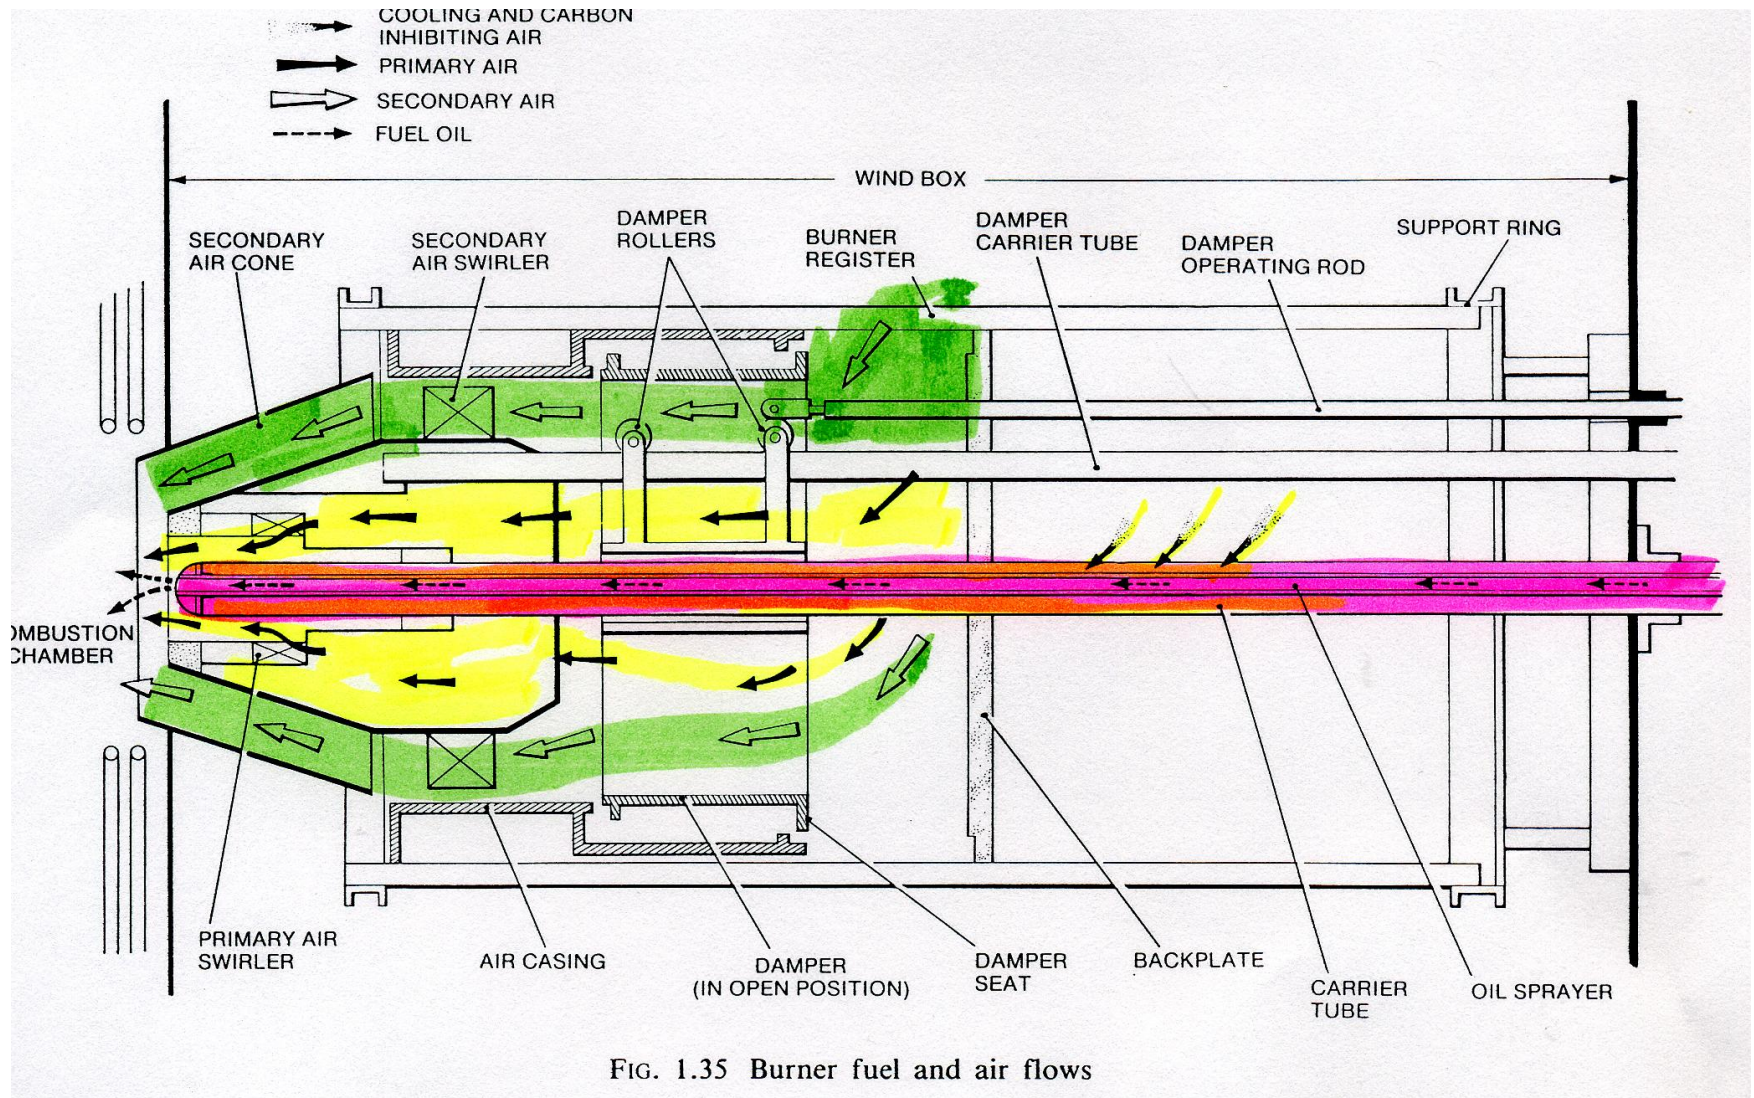 COOLING AND CARBON
INHIBITING AIR
PRIMARY AIR
SECONDARY AIR
FUEL OIL
WIND BOX
SECONDARY
AIR CONE
SECONDARY
AIR SWIRLER
DAMPER
ROLLERS
BURNER
REGISTER
DAMPER
CARRIER TUBE
DAMPER
OPERATING ROD
SUPPORT RING
OMBUSTION
CHAMBER
PRIMARY AIR
SWIRLER
AIR CASING
DAMPER
(IN OPEN POSITION)
DAMPER
SEAT
BACKPLATE
CARRIER
TUBE
OIL SPRAYER
FIG. 1.35 Burner fuel and air flows